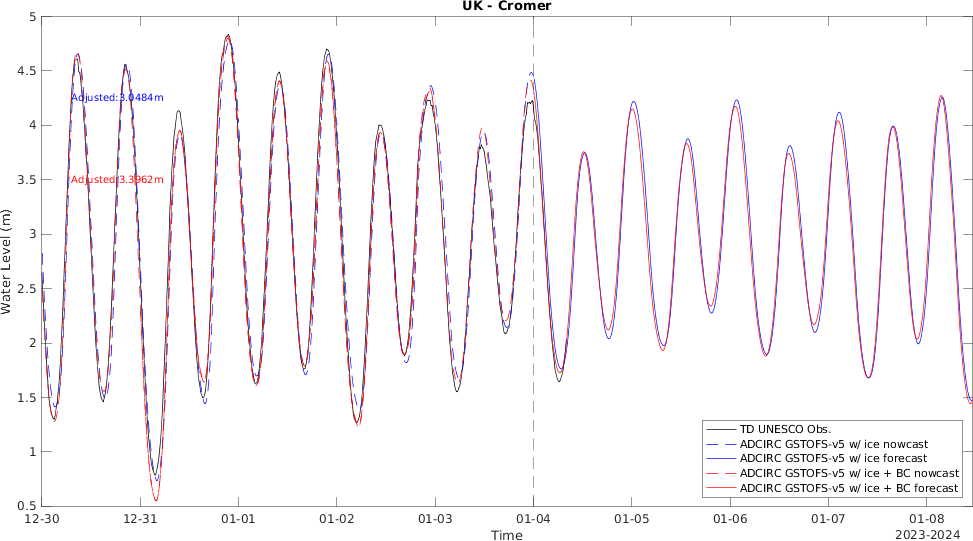 UK - Cromer
5
4.5
4
3.5
3
2.5
2
1.5
1
0.5
Water Level (m)
Adjusted:3.0484m
Adjusted:3.3962m
TD UNESCO Obs.
ADCIRC GSTOFS-v5 w/ ice nowcast
ADCIRC GSTOFS-v5 w/ ice forecast
ADCIRC GSTOFS-v5 w/ ice + BC nowcast
ADCIRC GSTOFS-v5 w/ ice + BC forecast
12-30 12-31 01-01 01-02 01-03 01-04 01-05 01-06 01-07 01-08
Time
2023-2024